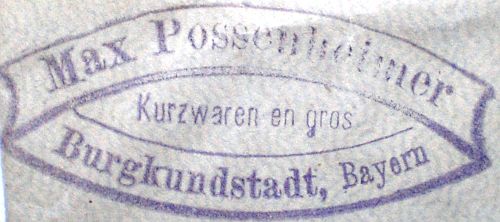 Max Possenheimer
Kurzwaren en gros
Burgkundstadt, Bayern